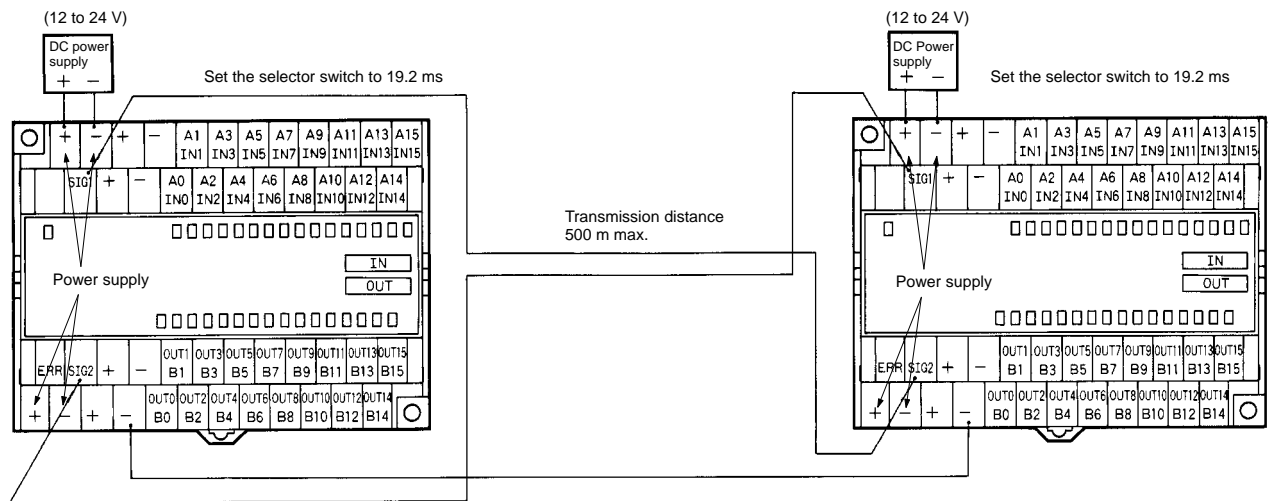 (12 to 24 V)
DC power
supply
+ −
Set the selector switch to 19.2 ms
+ − + − A1 A3 A5 A7 A9 A11 A13 A15
IN1 IN3 IN5 IN7 IN9 IN11 IN13 IN15
SIG1 + − A0 A2 A4 A6 A8 A10 A12 A14
IN0 IN2 IN4 IN6 IN8 IN10 IN12 IN14
IN
OUT
Power supply
OUT1 OUT3 OUT5 OUT7 OUT9 OUT11 OUT13 OUT15
ERR SIG2 + − B1 B3 B5 B7 B9 B11 B13 B15
OUT0 OUT2 OUT4 OUT6 OUT8 OUT10 OUT12 OUT14
+ − + − B0 B2 B4 B6 B8 B10 B12 B14
Transmission distance
500 m max.
(12 to 24 V)
DC Power
supply
+ −
Set the selector switch to 19.2 ms
+ − + − A1 A3 A5 A7 A9 A11 A13 A15
IN1 IN3 IN5 IN7 IN9 IN11 IN13 IN15
SIG1 + − A0 A2 A4 A6 A8 A10 A12 A14
IN0 IN2 IN4 IN6 IN8 IN10 IN12 IN14
IN
OUT
Power supply
OUT1 OUT3 OUT5 OUT7 OUT9 OUT11 OUT13 OUT15
ERR SIG2 + − B1 B3 B5 B7 B9 B11 B13 B15
OUT0 OUT2 OUT4 OUT6 OUT8 OUT10 OUT12 OUT14
+ − + − B0 B2 B4 B6 B8 B10 B12 B14